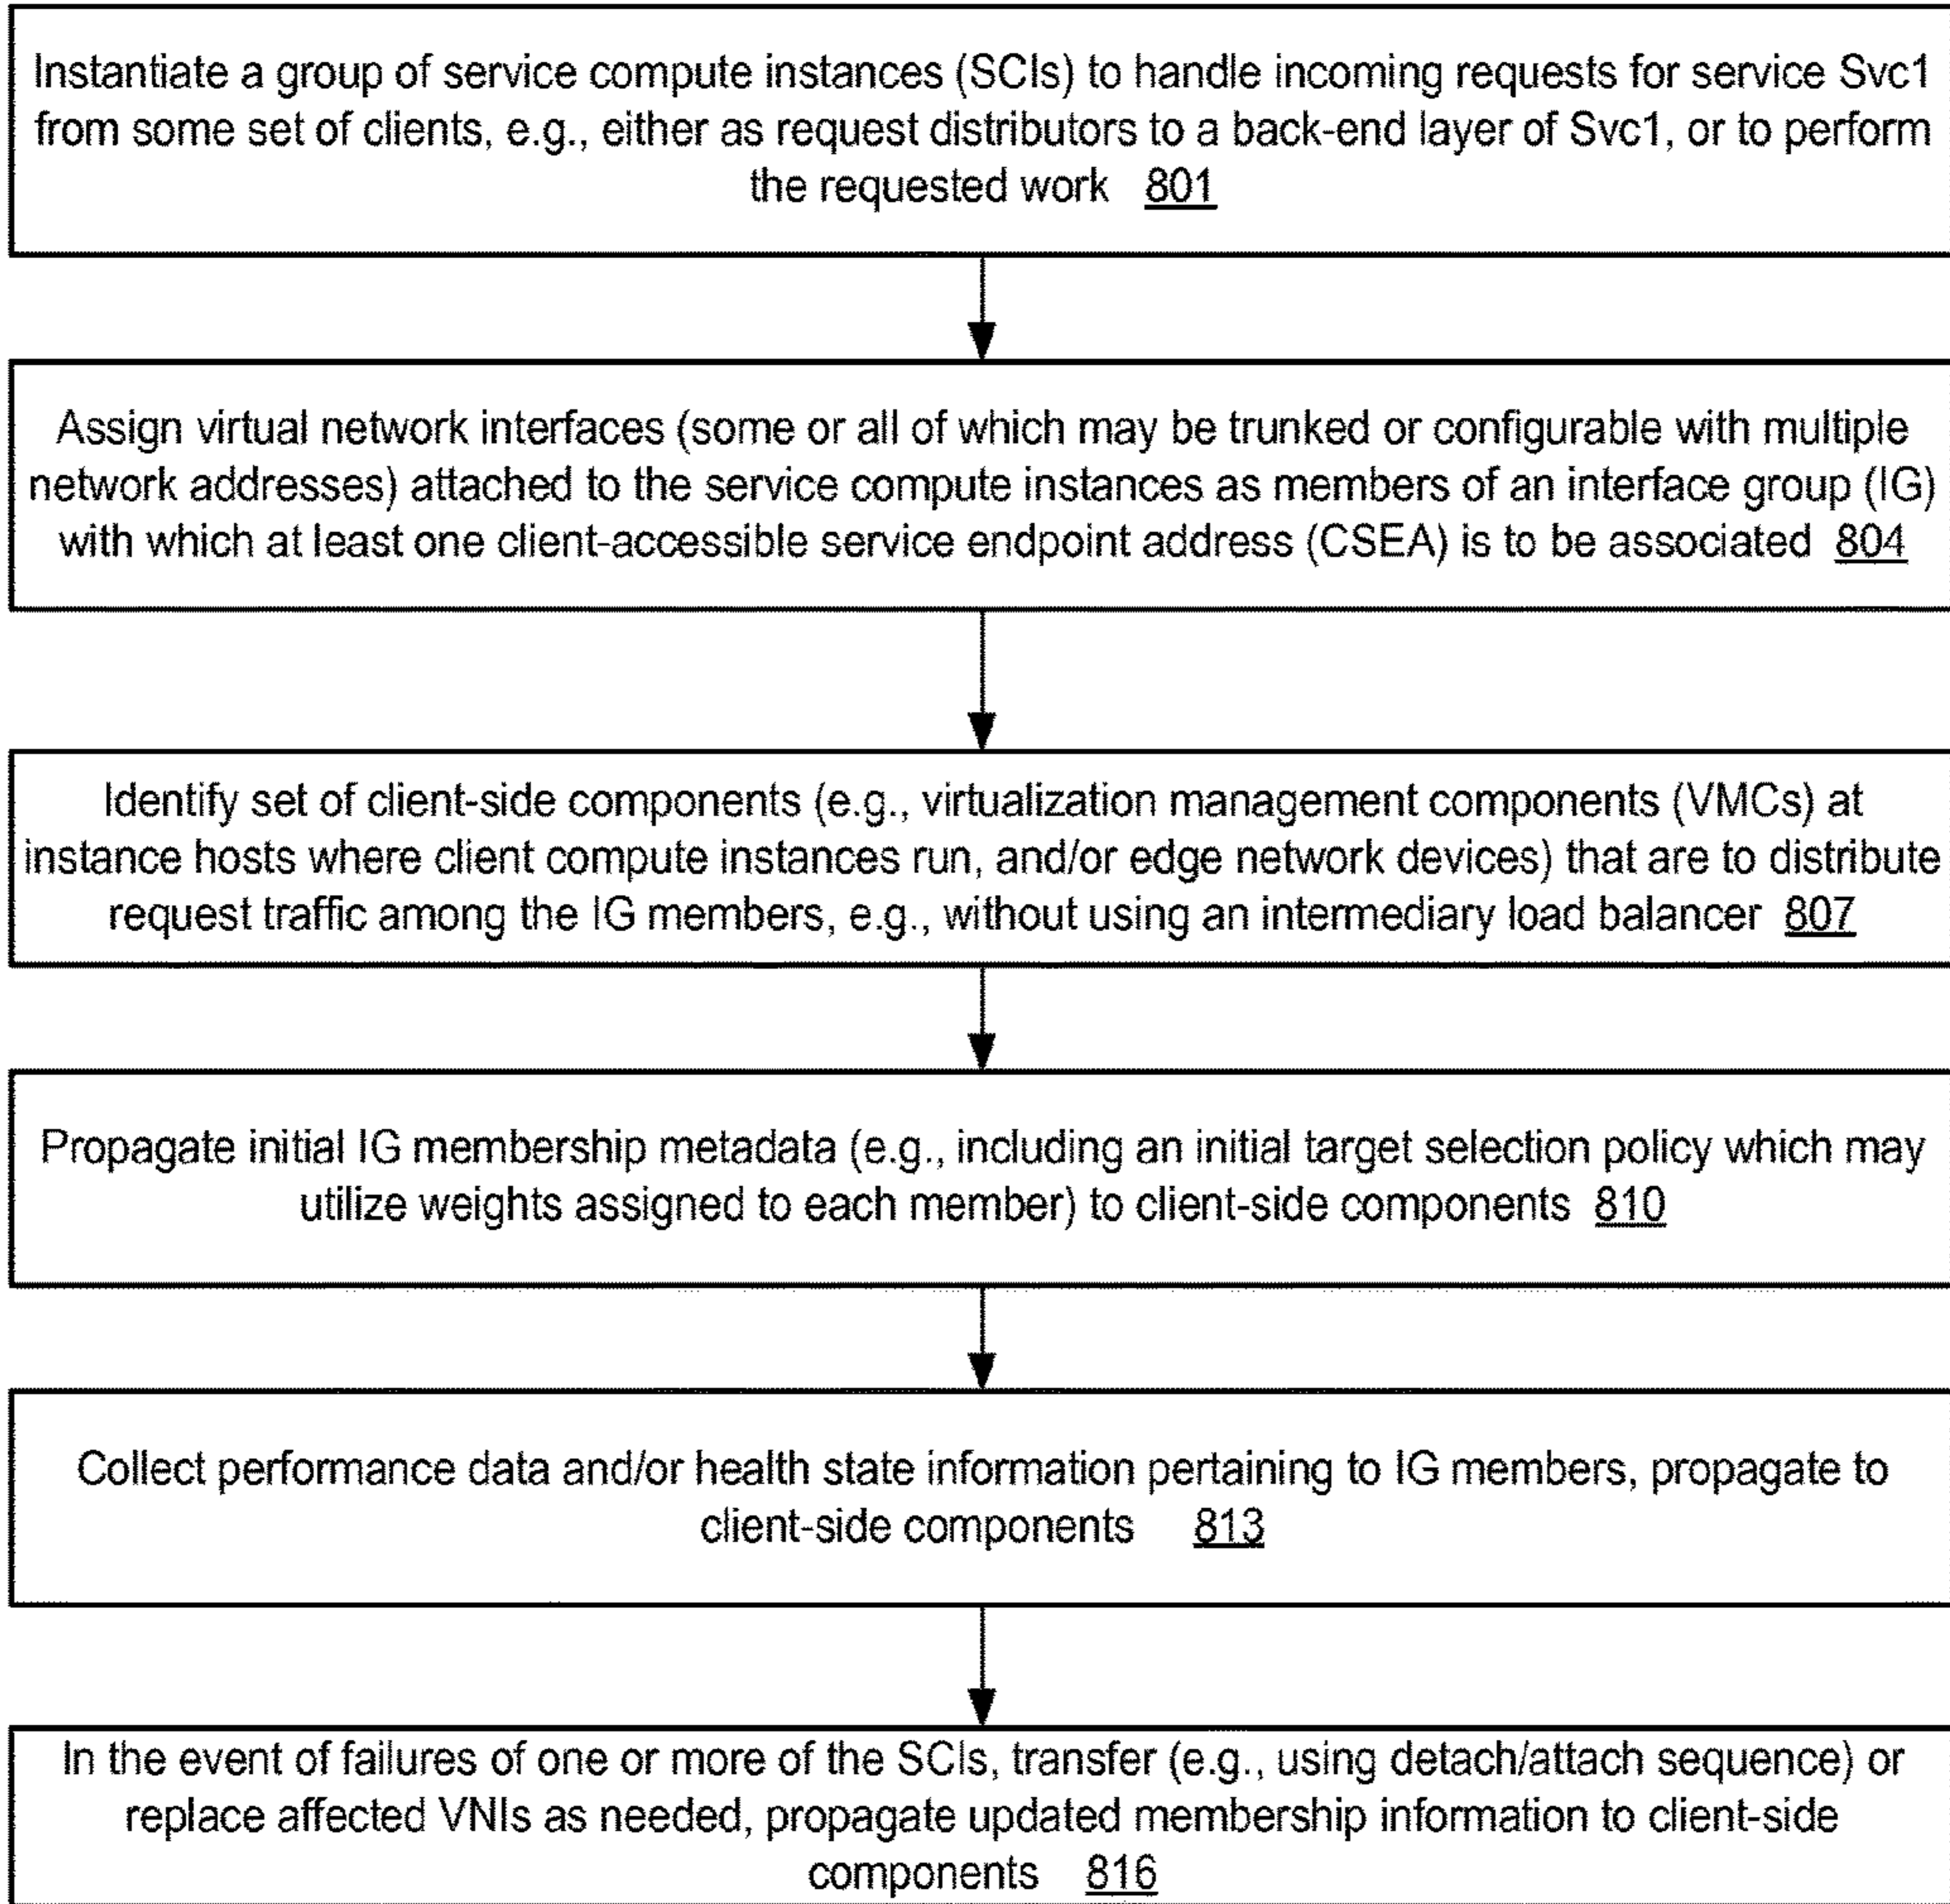 Instantiate a group of service compute instances (SCIs) to handle incoming requests for service Svc1
from some set of clients, e.g., either as request distributors to a back-end layer of Svc1, or to perform
the requested work 801
Assign virtual network interfaces (some or all of which may be trunked or configurable with multiple
network addresses) attached to the service compute instances as members of an interface group (IG)
with which at least one client-accessible service endpoint address (CSEA) is to be associated 804
Identify set of client-side components (e.g., virtualization management components (VMCs) at
instance hosts where client compute instances run, and/or edge network devices) that are to distribute
request traffic among the IG members, e.g., without using an intermediary load balancer 807
Propagate initial IG membership metadata (e.g., including an initial target selection policy which may
utilize weights assigned to each member) to client-side components 810
Collect performance data and/or health state information pertaining to IG members, propagate to
client-side components 813
In the event of failures of one or more of the SCIs, transfer (e.g., using detach/attach sequence) or
replace affected VNIs as needed, propagate updated membership information to client-side
components 816